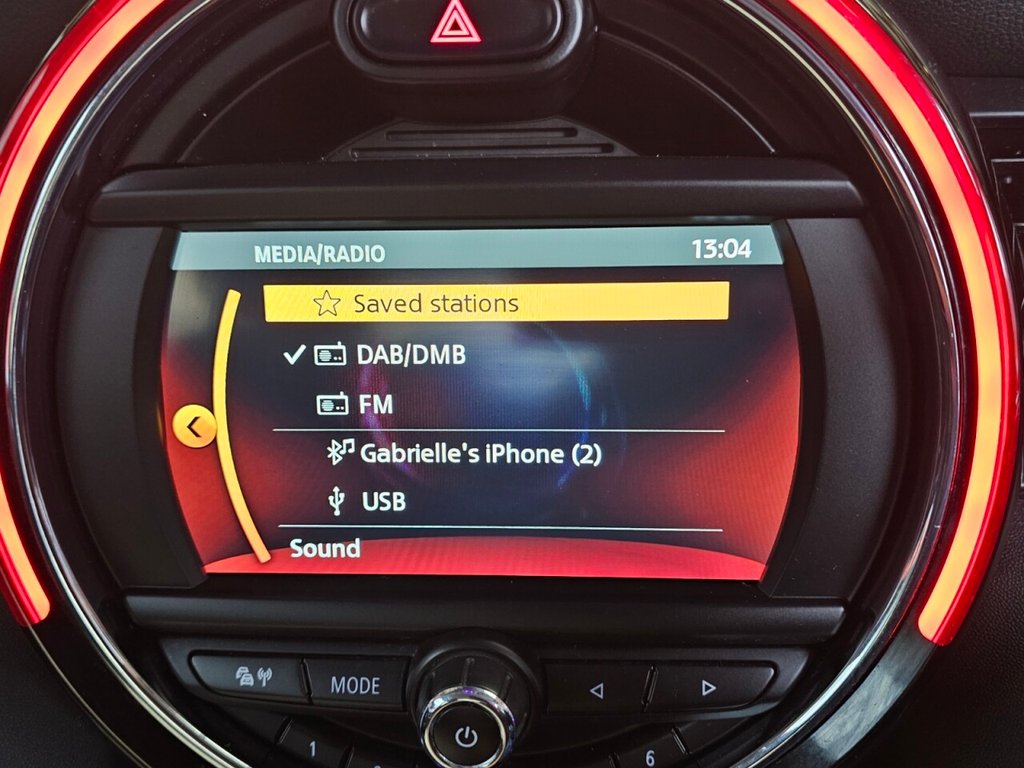 MEDIA/RADIO 13:04
Saved stations
DAB/DMB
FM
Gabrielle's iPhone (2)
USB
Sound
MODE
1
6